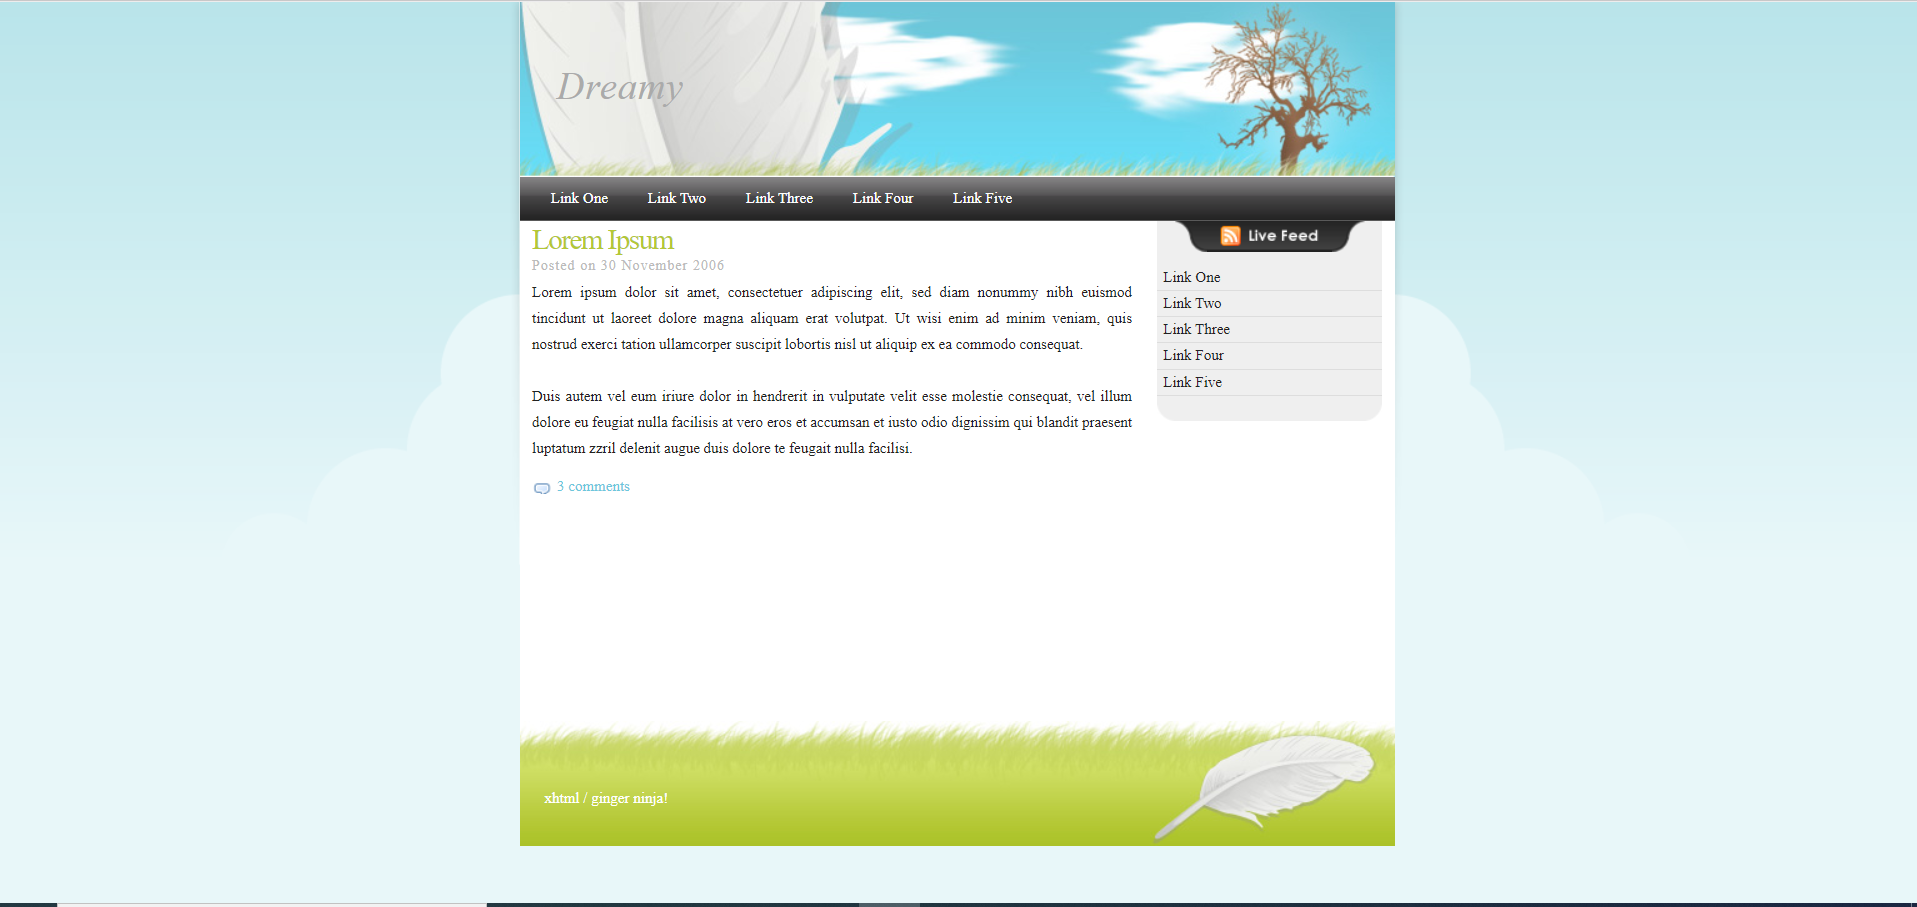 Dreamy
Link One Link Two Link Three Link Four Link Five
Lorem Ipsum
Posted on 30 November 2006
Lorem ipsum dolor sit amet, consectetuer adipiscing elit, sed diam nonummy nibh euismod
tincidunt ut laoreet dolore magna aliquam erat volutpat. Ut wisi enim ad minim veniam, quis
nostrud exerci tation ullamcorper suscipit lobortis nisl ut aliquip ex ea commodo consequat.
Duis autem vel eum iriure dolor in hendrerit in vulputate velit esse molestie consequat, vel illum
dolore eu feugiat nulla facilisis at vero eros et accumsan et iusto odio dignissim qui blandit praesent
luptatum zzril delenit augue duis dolore te feugait nulla facilisi.
3 comments
Live Feed
Link One
Link Two
Link Three
Link Four
Link Five
xhtml / ginger ninja!